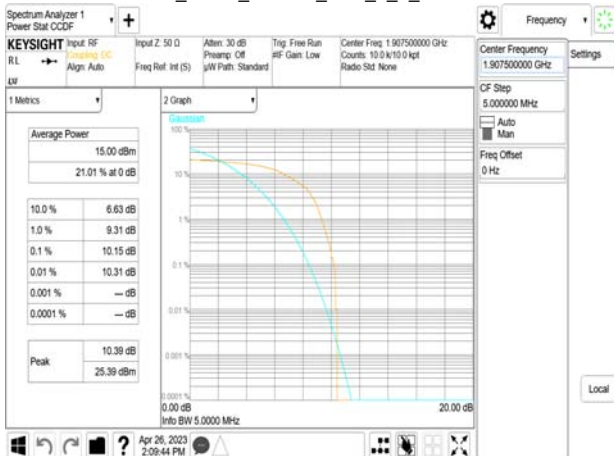 Spectrum Analyzer 1
Power Stat CCDF
Frequency
KEYSIGHT
RL
Input: RF
Coupling: DC
Align: Auto
Input Z: 50 Ω
Freq Ref: Int (S)
Atten: 30 dB
Preamp: Off
µW Path: Standard
Trig: Free Run
#IF Gain: Low
Center Freq: 1.907500000 GHz
Counts: 10.0 k/10.0 kpt
Radio Std: None
Center Frequency
1.907500000 GHz
Settings
CF Step
5.000000 MHz
Auto
Man
Freq Offset
0 Hz
1 Metrics
Average Power
15.00 dBm
21.01 % at 0 dB
10.0 % 6.63 dB
1.0 % 9.31 dB
0.1 % 10.15 dB
0.01 % 10.31 dB
0.001 % --- dB
0.0001 % --- dB
Peak
10.39 dB
25.39 dBm
2 Graph
Gaussian
100 %
10 %
1 %
0.1 %
0.01 %
0.001 %
0.0001 %
0.00 dB
20.00 dB
Info BW 5.0000 MHz
Local
?
Apr 26, 2023
2:09:44 PM